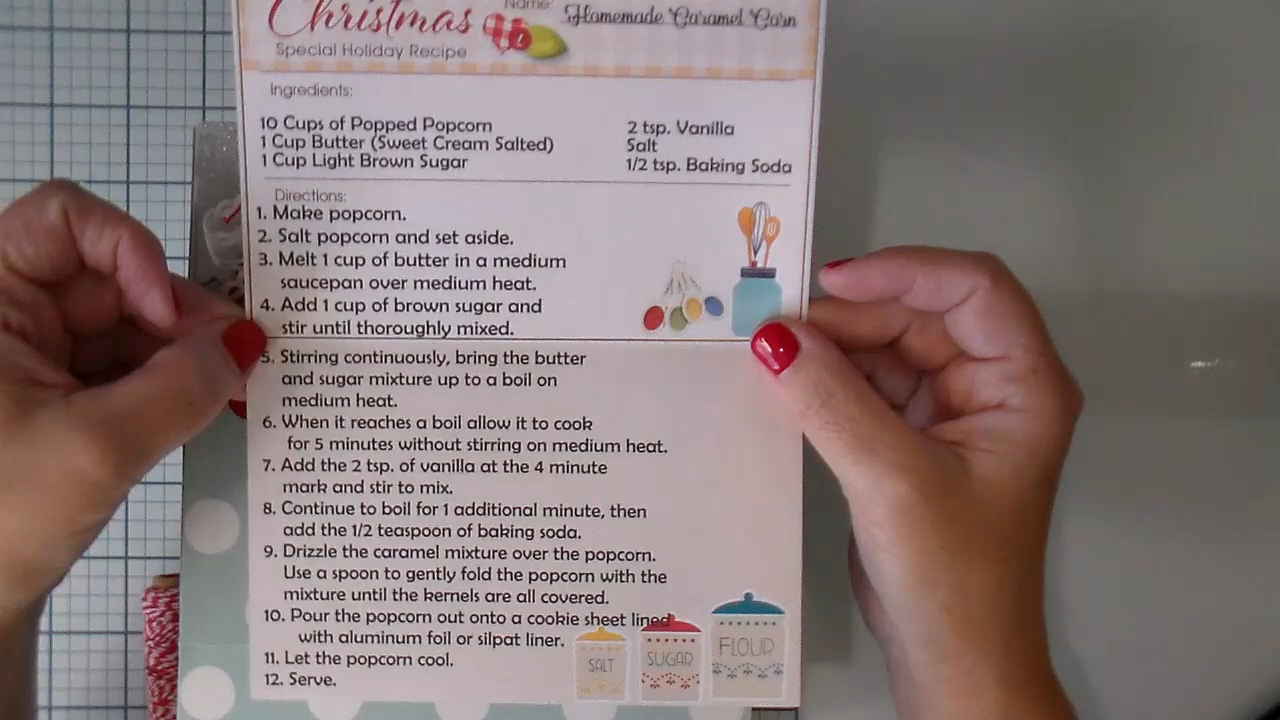 Christmas
Name: Homemade Caramel Corn
Special Holiday Recipe
Ingredients:
10 Cups of Popped Popcorn
1 Cup Butter (Sweet Cream Salted)
1 Cup Light Brown Sugar
2 tsp. Vanilla
Salt
1/2 tsp. Baking Soda
Directions:
1. Make popcorn.
2. Salt popcorn and set aside.
3. Melt 1 cup of butter in a medium
saucepan over medium heat.
4. Add 1 cup of brown sugar and
stir until thoroughly mixed.
5. Stirring continuously, bring the butter
and sugar mixture up to a boil on
medium heat.
6. When it reaches a boil allow it to cook
for 5 minutes without stirring on medium heat.
7. Add the 2 tsp. of vanilla at the 4 minute
mark and stir to mix.
8. Continue to boil for 1 additional minute, then
add the 1/2 teaspoon of baking soda.
9. Drizzle the caramel mixture over the popcorn.
Use a spoon to gently fold the popcorn with the
mixture until the kernels are all covered.
10. Pour the popcorn out onto a cookie sheet lined
with aluminum foil or silpat liner.
11. Let the popcorn cool.
12. Serve.
SALT
SUGAR
FLOUR